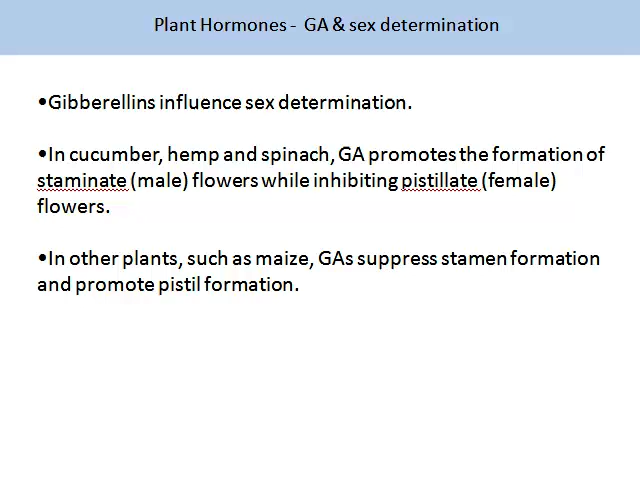 Plant Hormones -  GA & sex determination
•Gibberellins influence sex determination.
•In cucumber, hemp and spinach, GA promotes the formation of
staminate (male) flowers while inhibiting pistillate (female)
flowers.
•In other plants, such as maize, GAs suppress stamen formation
and promote pistil formation.